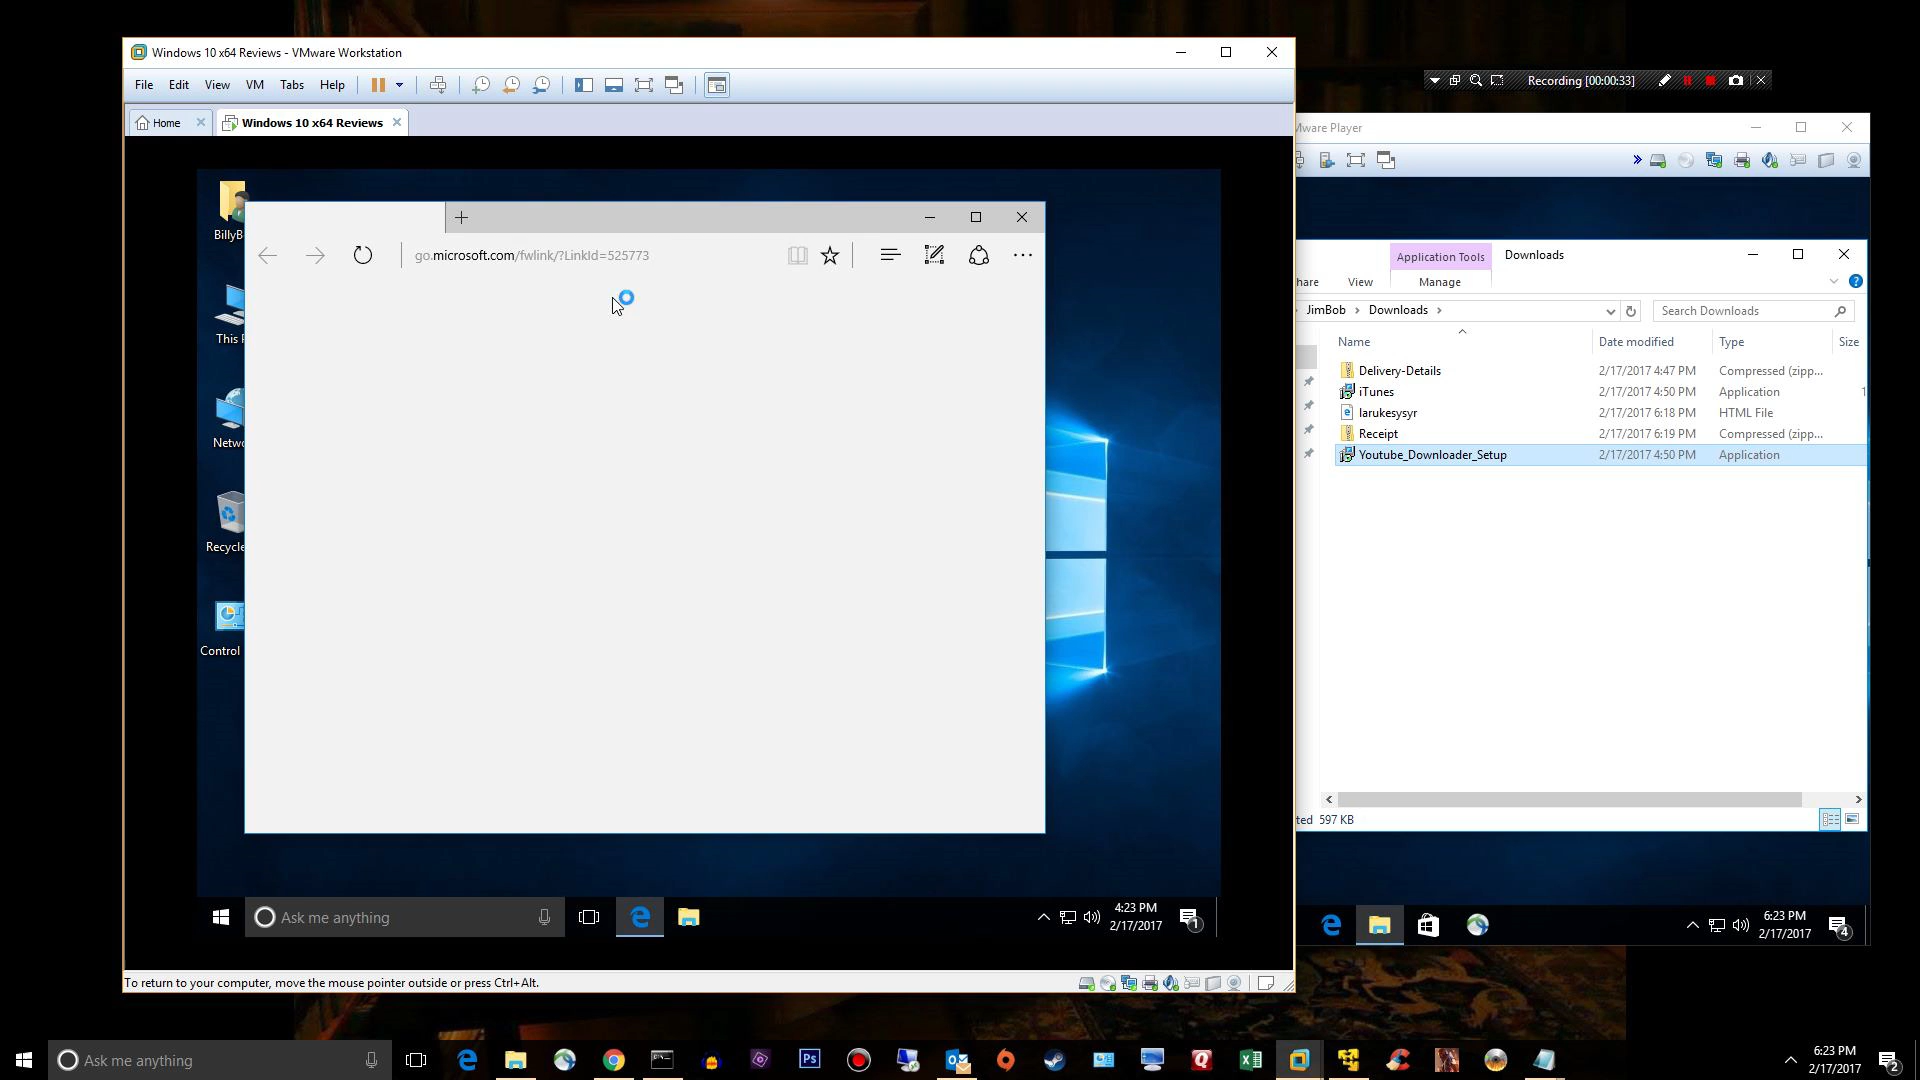 Windows 10 x64 Reviews - VMware Workstation
File Edit View VM Tabs Help
Recording [00:00:33]
Home
Windows 10 x64 Reviews
Mware Player
BillyB
go.microsoft.com/fwlink/?LinkId=525773
Application Tools
Downloads
hare
View
Manage
JimBob
Downloads
Search Downloads
This
Name
Date modified
Type
Size
Delivery-Details 2/17/2017 4:47 PM Compressed (zipp...
iTunes 2/17/2017 4:50 PM Application 1
larukesysyr 2/17/2017 6:18 PM HTML File
Receipt 2/17/2017 6:19 PM Compressed (zipp...
Youtube_Downloader_Setup 2/17/2017 4:50 PM Application
Netwo
Recycle
Control
ted 597 KB
Ask me anything
4:23 PM
2/17/2017
1
6:23 PM
2/17/2017
4
To return to your computer, move the mouse pointer outside or press Ctrl+Alt.
Ask me anything
Ps
6:23 PM
2/17/2017
2